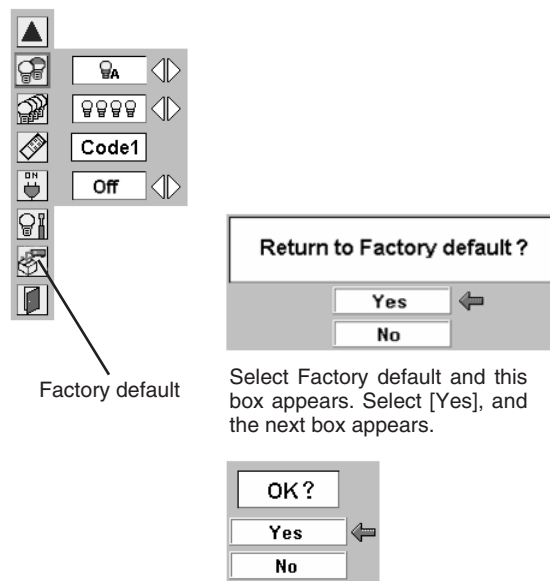 A
Code1
ON
Off
Factory default
Return to Factory default ?
Yes
No
Select Factory default and this
box appears. Select [Yes], and
the next box appears.
OK ?
Yes
No